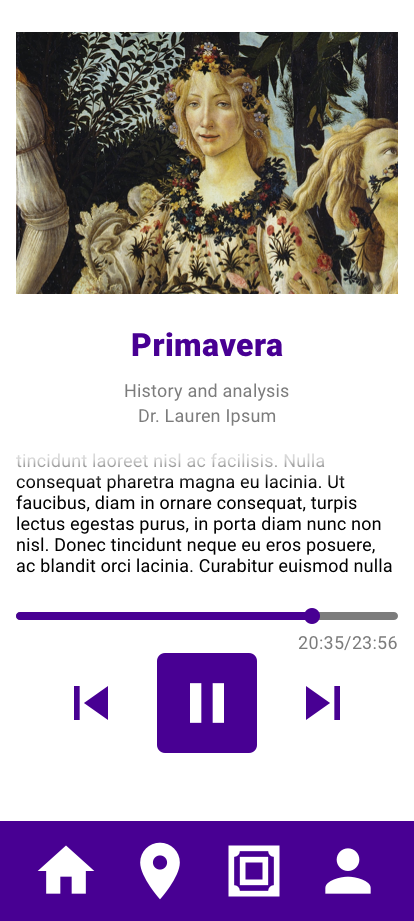 Primavera
History and analysis
Dr. Lauren Ipsum
tincidunt laoreet nisl ac facilisis. Nulla
consequat pharetra magna eu lacinia. Ut
faucibus, diam in ornare consequat, turpis
lectus egestas purus, in porta diam nunc non
nisl. Donec tincidunt neque eu eros posuere,
ac blandit orci lacinia. Curabitur euismod nulla
20:35/23:56